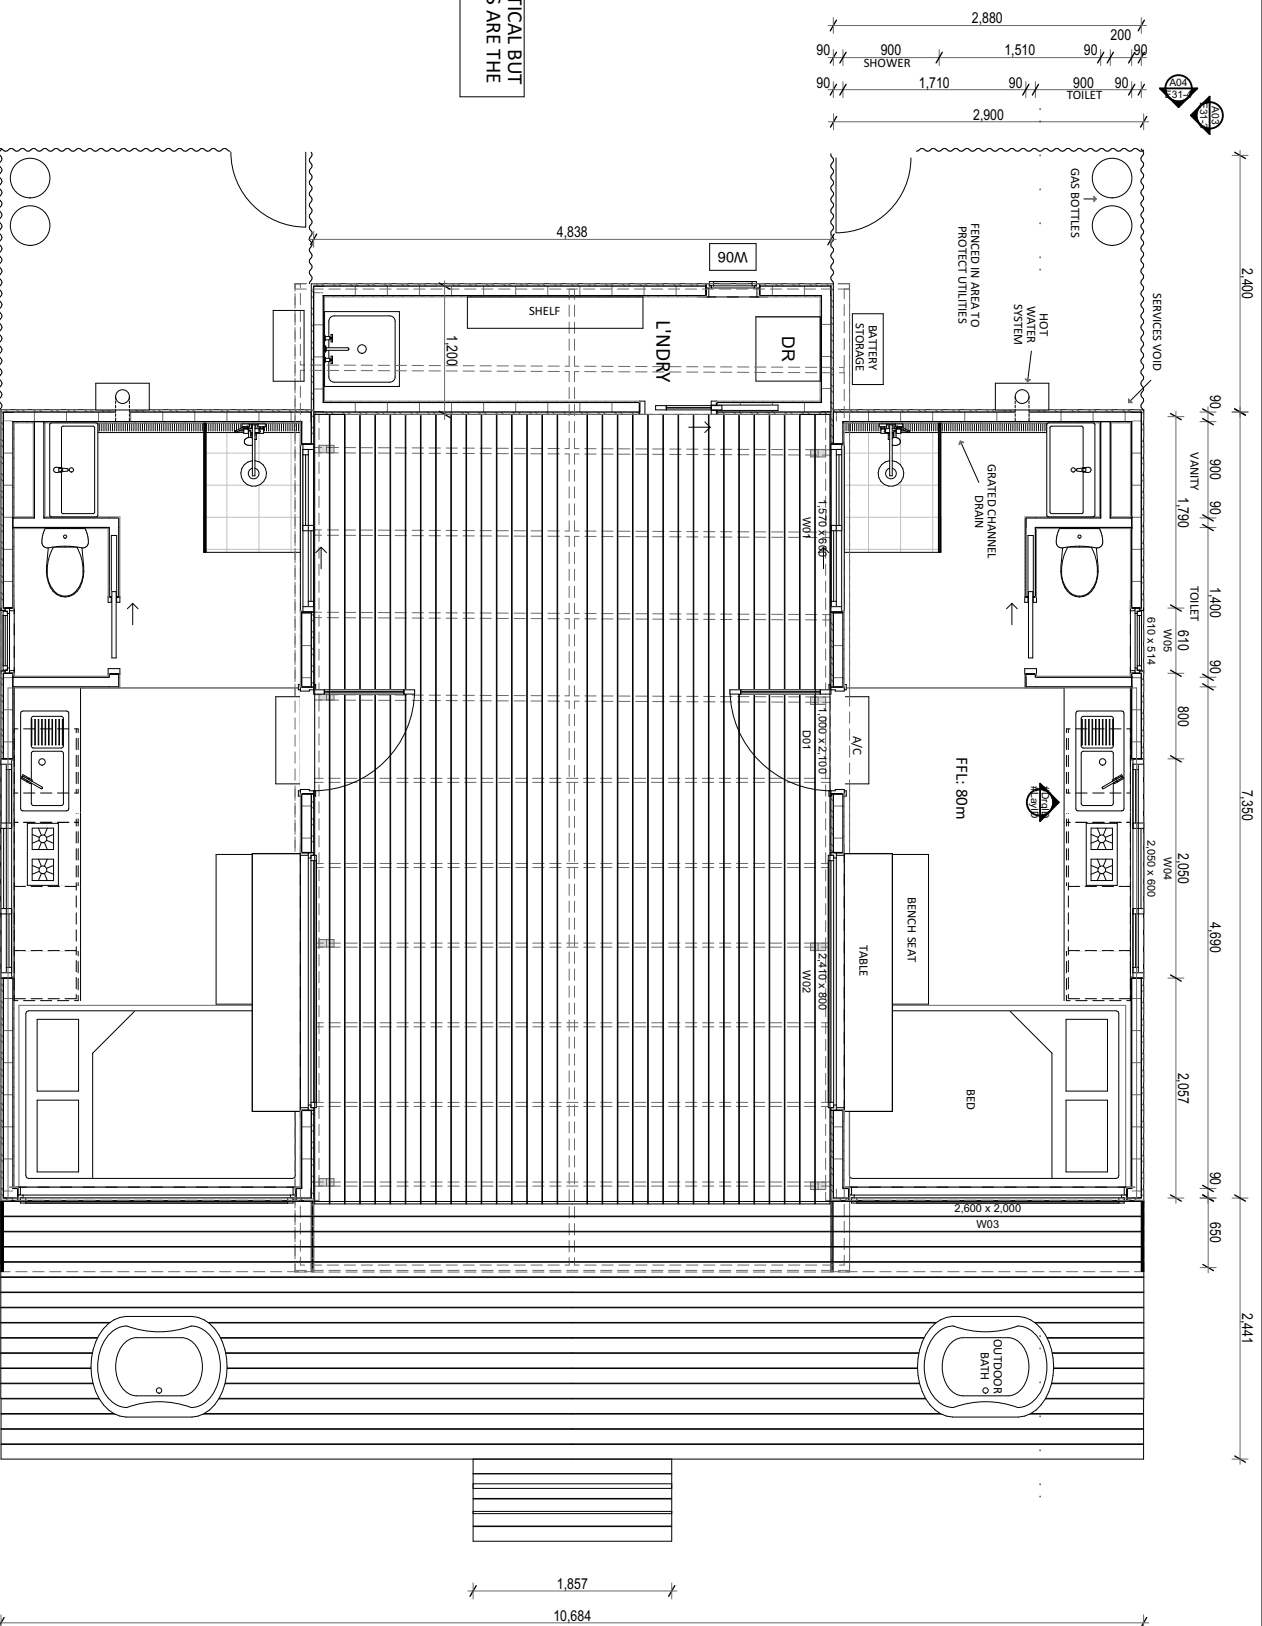 TICAL BUT
S ARE THE
2,880
200
90
900
1,510
90
90
SHOWER
90
1,710
90
900
90
TOILET
2,900
A04
A03
GAS BOTTLES
FENCED IN AREA TO
PROTECT UTILITIES
HOT
WATER
SYSTEM
SERVICES VOID
2,400
4,838
W06
SHELF
L'NDRY
DR
BATTERY
STORAGE
1,200
90
900
VANITY
90
1,790
GRATED CHANNEL
DRAIN
W01
1,400
TOILET
610
W05
610 x 514
90
800
1,000 x 2,100
D01
A/C
FFL: 80m
7,350
2,050
W04
2,050 x 600
4,690
BENCH SEAT
TABLE
2,410 x 800
W02
BED
2,057
90
2,600 x 2,000
W03
650
OUTDOOR
BATH
2,441
1,857
10,684